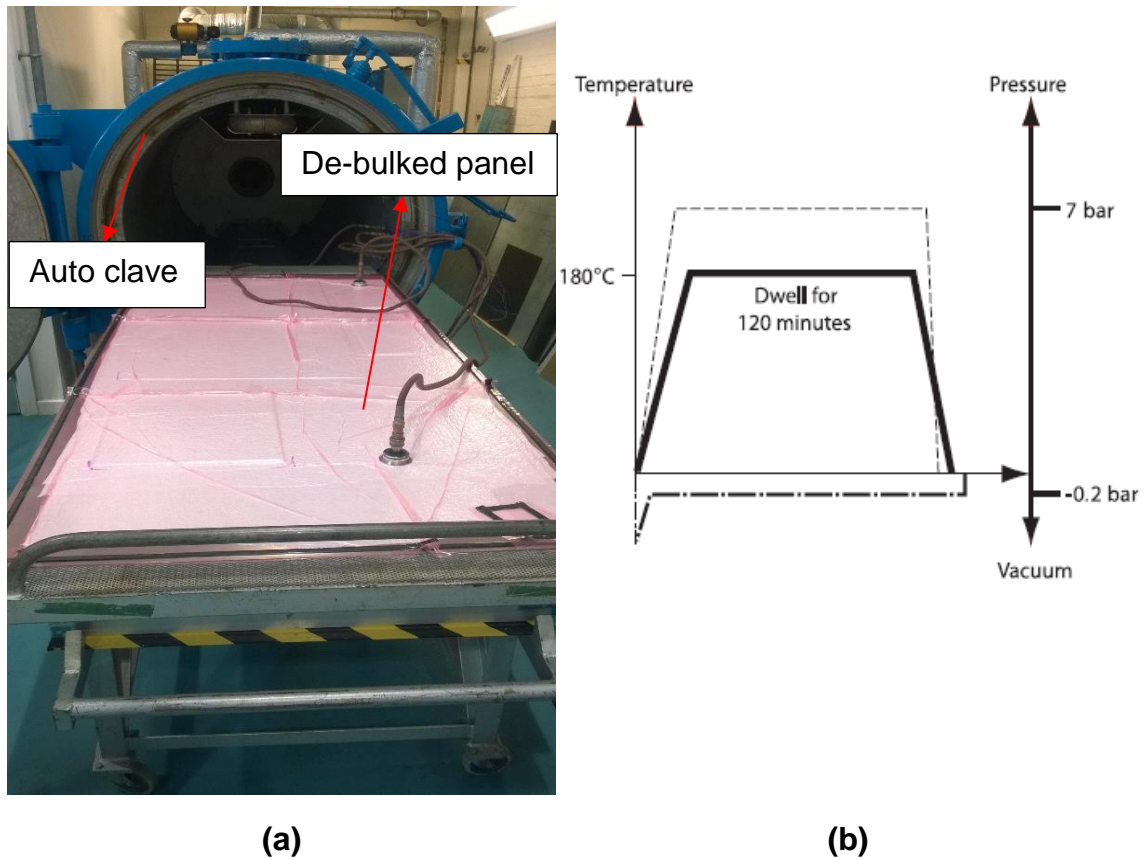 De-bulked panel
Auto clave
(a)
Temperature
Pressure
7 bar
180°C
Dwell for
120 minutes
-0.2 bar
Vacuum
(b)